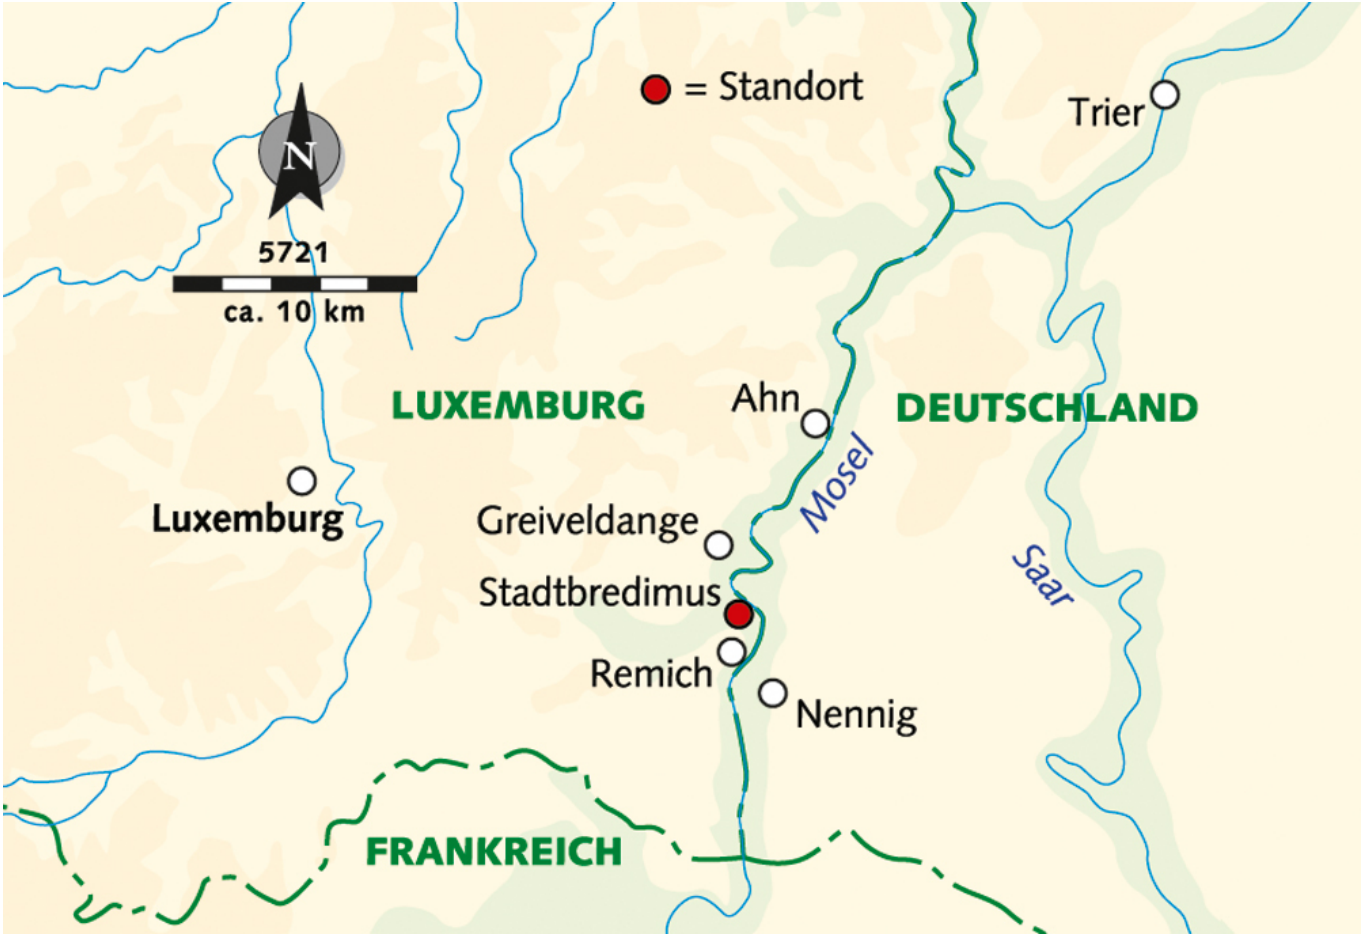 = Standort
Trier
N
5721
ca. 10 km
LUXEMBURG
Ahn
DEUTSCHLAND
Mosel
Luxemburg
Greiveldange
Saar
Stadtbredimus
Remich
Nennig
FRANKREICH